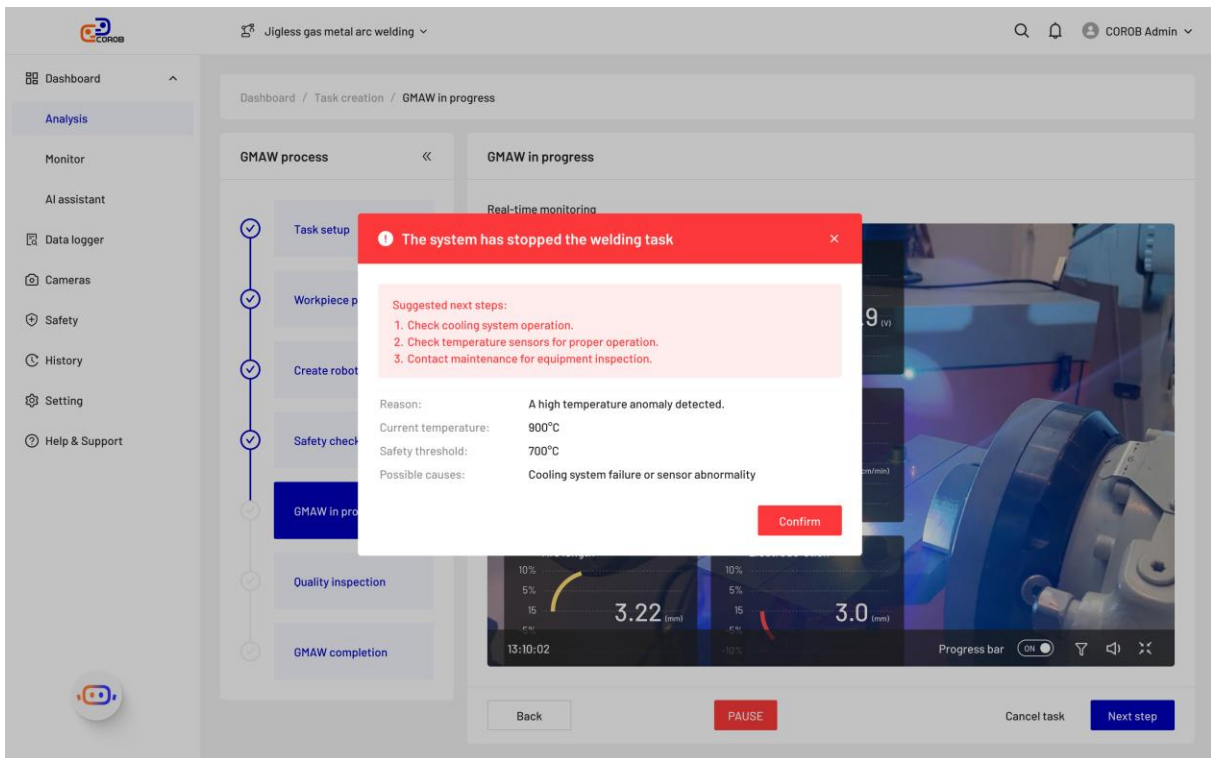 COROB
Jigless gas metal arc welding
COROB Admin
Dashboard
Analysis
Monitor
AI assistant
Data logger
Cameras
Safety
History
Setting
Help & Support
Dashboard / Task creation / GMAW in progress
GMAW process
Task setup
Workpiece p
Create robot
Safety check
GMAW in pro
Quality inspection
GMAW completion
GMAW in progress
Real-time monitoring
The system has stopped the welding task
Suggested next steps:
1. Check cooling system operation.
2. Check temperature sensors for proper operation.
3. Contact maintenance for equipment inspection.
Reason: A high temperature anomaly detected.
Current temperature: 900°C
Safety threshold: 700°C
Possible causes: Cooling system failure or sensor abnormality
Confirm
.9 (V)
cm/min)
10%
5%
15
-5%
3.22 (mm)
10%
5%
15
-5%
-10%
3.0 (mm)
13:10:02
Progress bar ON
Back
PAUSE
Cancel task
Next step